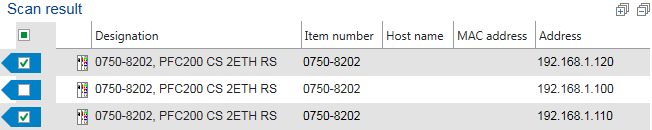 Scan result
Designation Item number Host name MAC address Address
0750-8202, PFC200 CS 2ETH RS 0750-8202 192.168.1.120
0750-8202, PFC200 CS 2ETH RS 0750-8202 192.168.1.100
0750-8202, PFC200 CS 2ETH RS 0750-8202 192.168.1.110